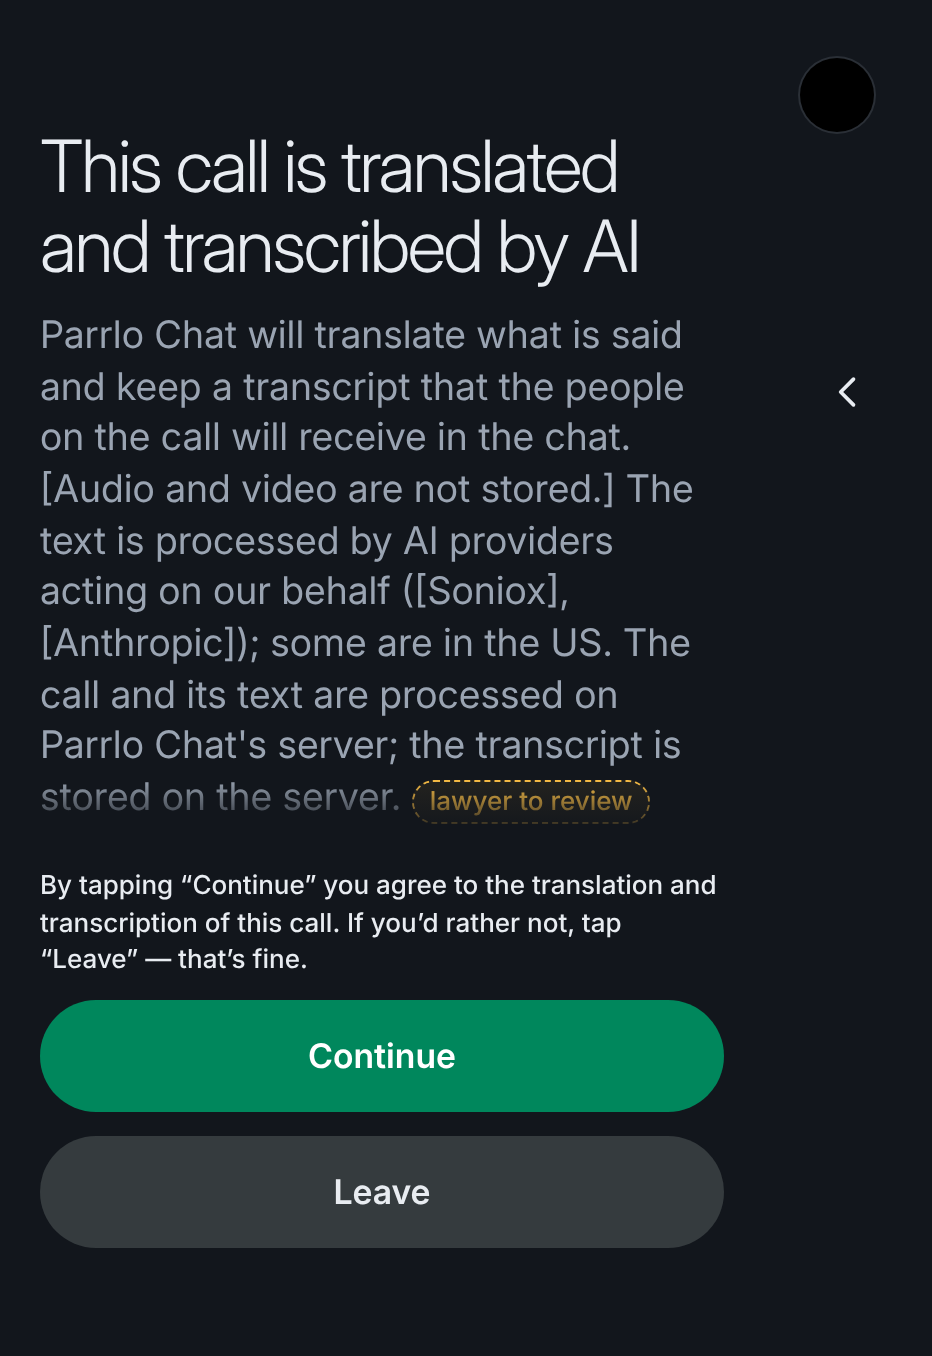 This call is translated
and transcribed by AI
Parrlo Chat will translate what is said
and keep a transcript that the people
on the call will receive in the chat.
[Audio and video are not stored.] The
text is processed by AI providers
acting on our behalf ([Soniox],
[Anthropic]); some are in the US. The
call and its text are processed on
Parrlo Chat's server; the transcript is
stored on the server. lawyer to review
By tapping “Continue” you agree to the translation and
transcription of this call. If you’d rather not, tap
“Leave” — that’s fine.
Continue
Leave